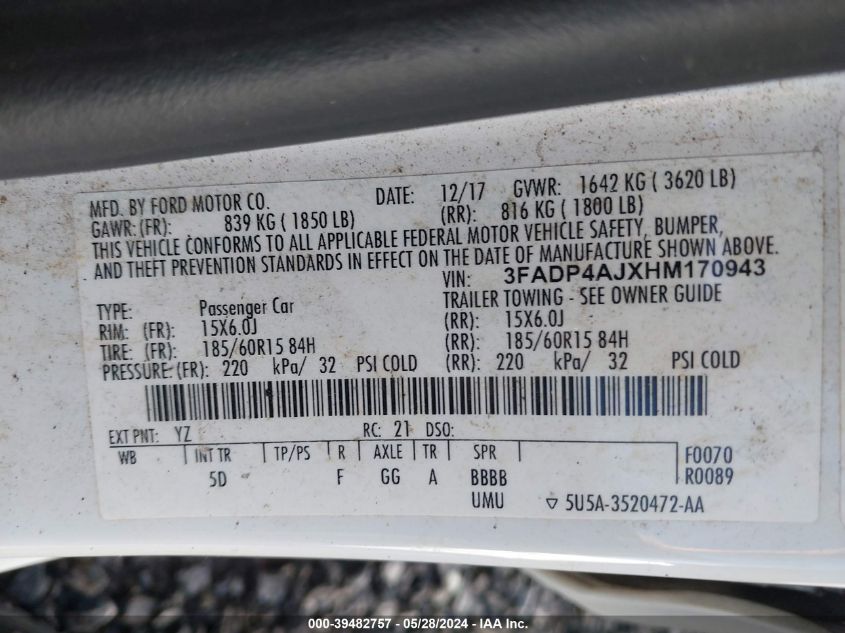 MFD. BY FORD MOTOR CO. DATE: 12/17 GVWR: 1642 KG ( 3620 LB)
GAWR:(FR): 839 KG ( 1850 LB) (RR): 816 KG ( 1800 LB)
THIS VEHICLE CONFORMS TO ALL APPLICABLE FEDERAL MOTOR VEHICLE SAFETY, BUMPER,
AND THEFT PREVENTION STANDARDS IN EFFECT ON THE DATE OF MANUFACTURE SHOWN ABOVE.
VIN: 3FADP4AJXHM170943
TYPE: Passenger Car TRAILER TOWING - SEE OWNER GUIDE
RIM: (FR): 15X6.0J (RR): 15X6.0J
TIRE: (FR): 185/60R15 84H (RR): 185/60R15 84H
PRESSURE:(FR): 220 kPa/ 32 PSI COLD (RR): 220 kPa/ 32 PSI COLD
EXT PNT: YZ RC: 21 DSO:
WB INT TR TP/PS R AXLE TR SPR F0070
5D F GG A BBBB R0089
UMU ▽ 5U5A-3520472-AA
000-39482757 - 05/28/2024 - IAA Inc.